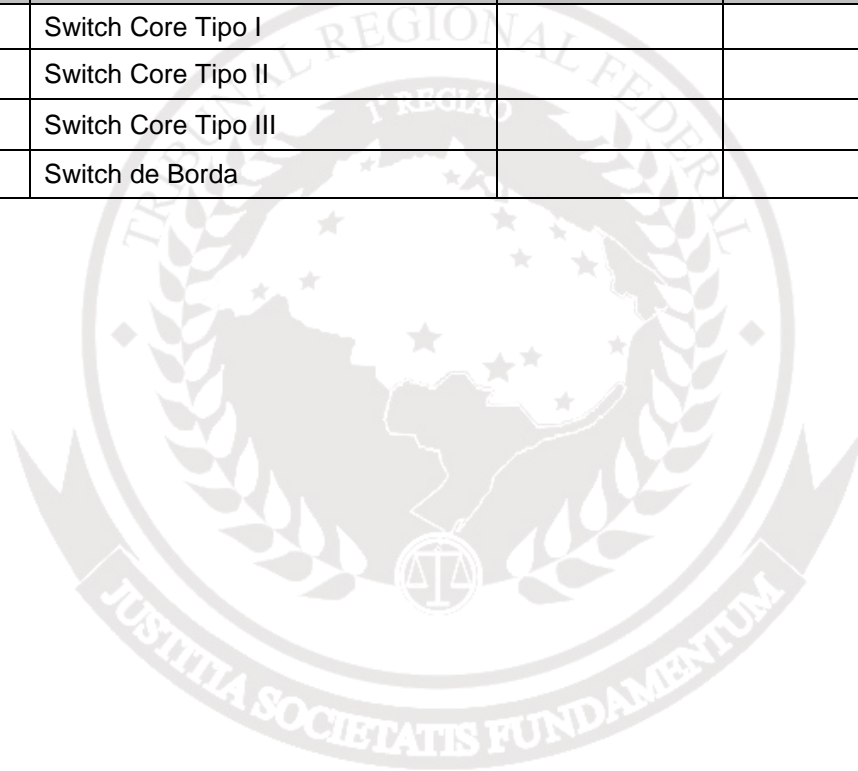 Switch Core Tipo I
Switch Core Tipo II
Switch Core Tipo III
Switch de Borda
TRIBUNAL REGIONAL FEDERAL
1ª REGIÃO
JUSTITIA SOCIETATIS FUNDAMENTUM